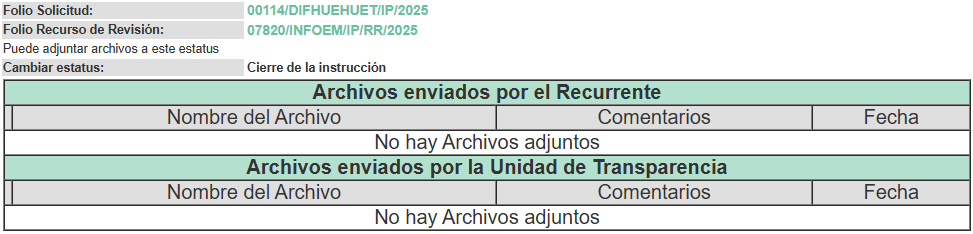 Folio Solicitud: 00114/DIFHUEHUET/IP/2025
Folio Recurso de Revisión: 07820/INFOEM/IP/RR/2025
Puede adjuntar archivos a este estatus
Cambiar estatus: Cierre de la instrucción
Archivos enviados por el Recurrente
Nombre del Archivo Comentarios Fecha
No hay Archivos adjuntos
Archivos enviados por la Unidad de Transparencia
Nombre del Archivo Comentarios Fecha
No hay Archivos adjuntos